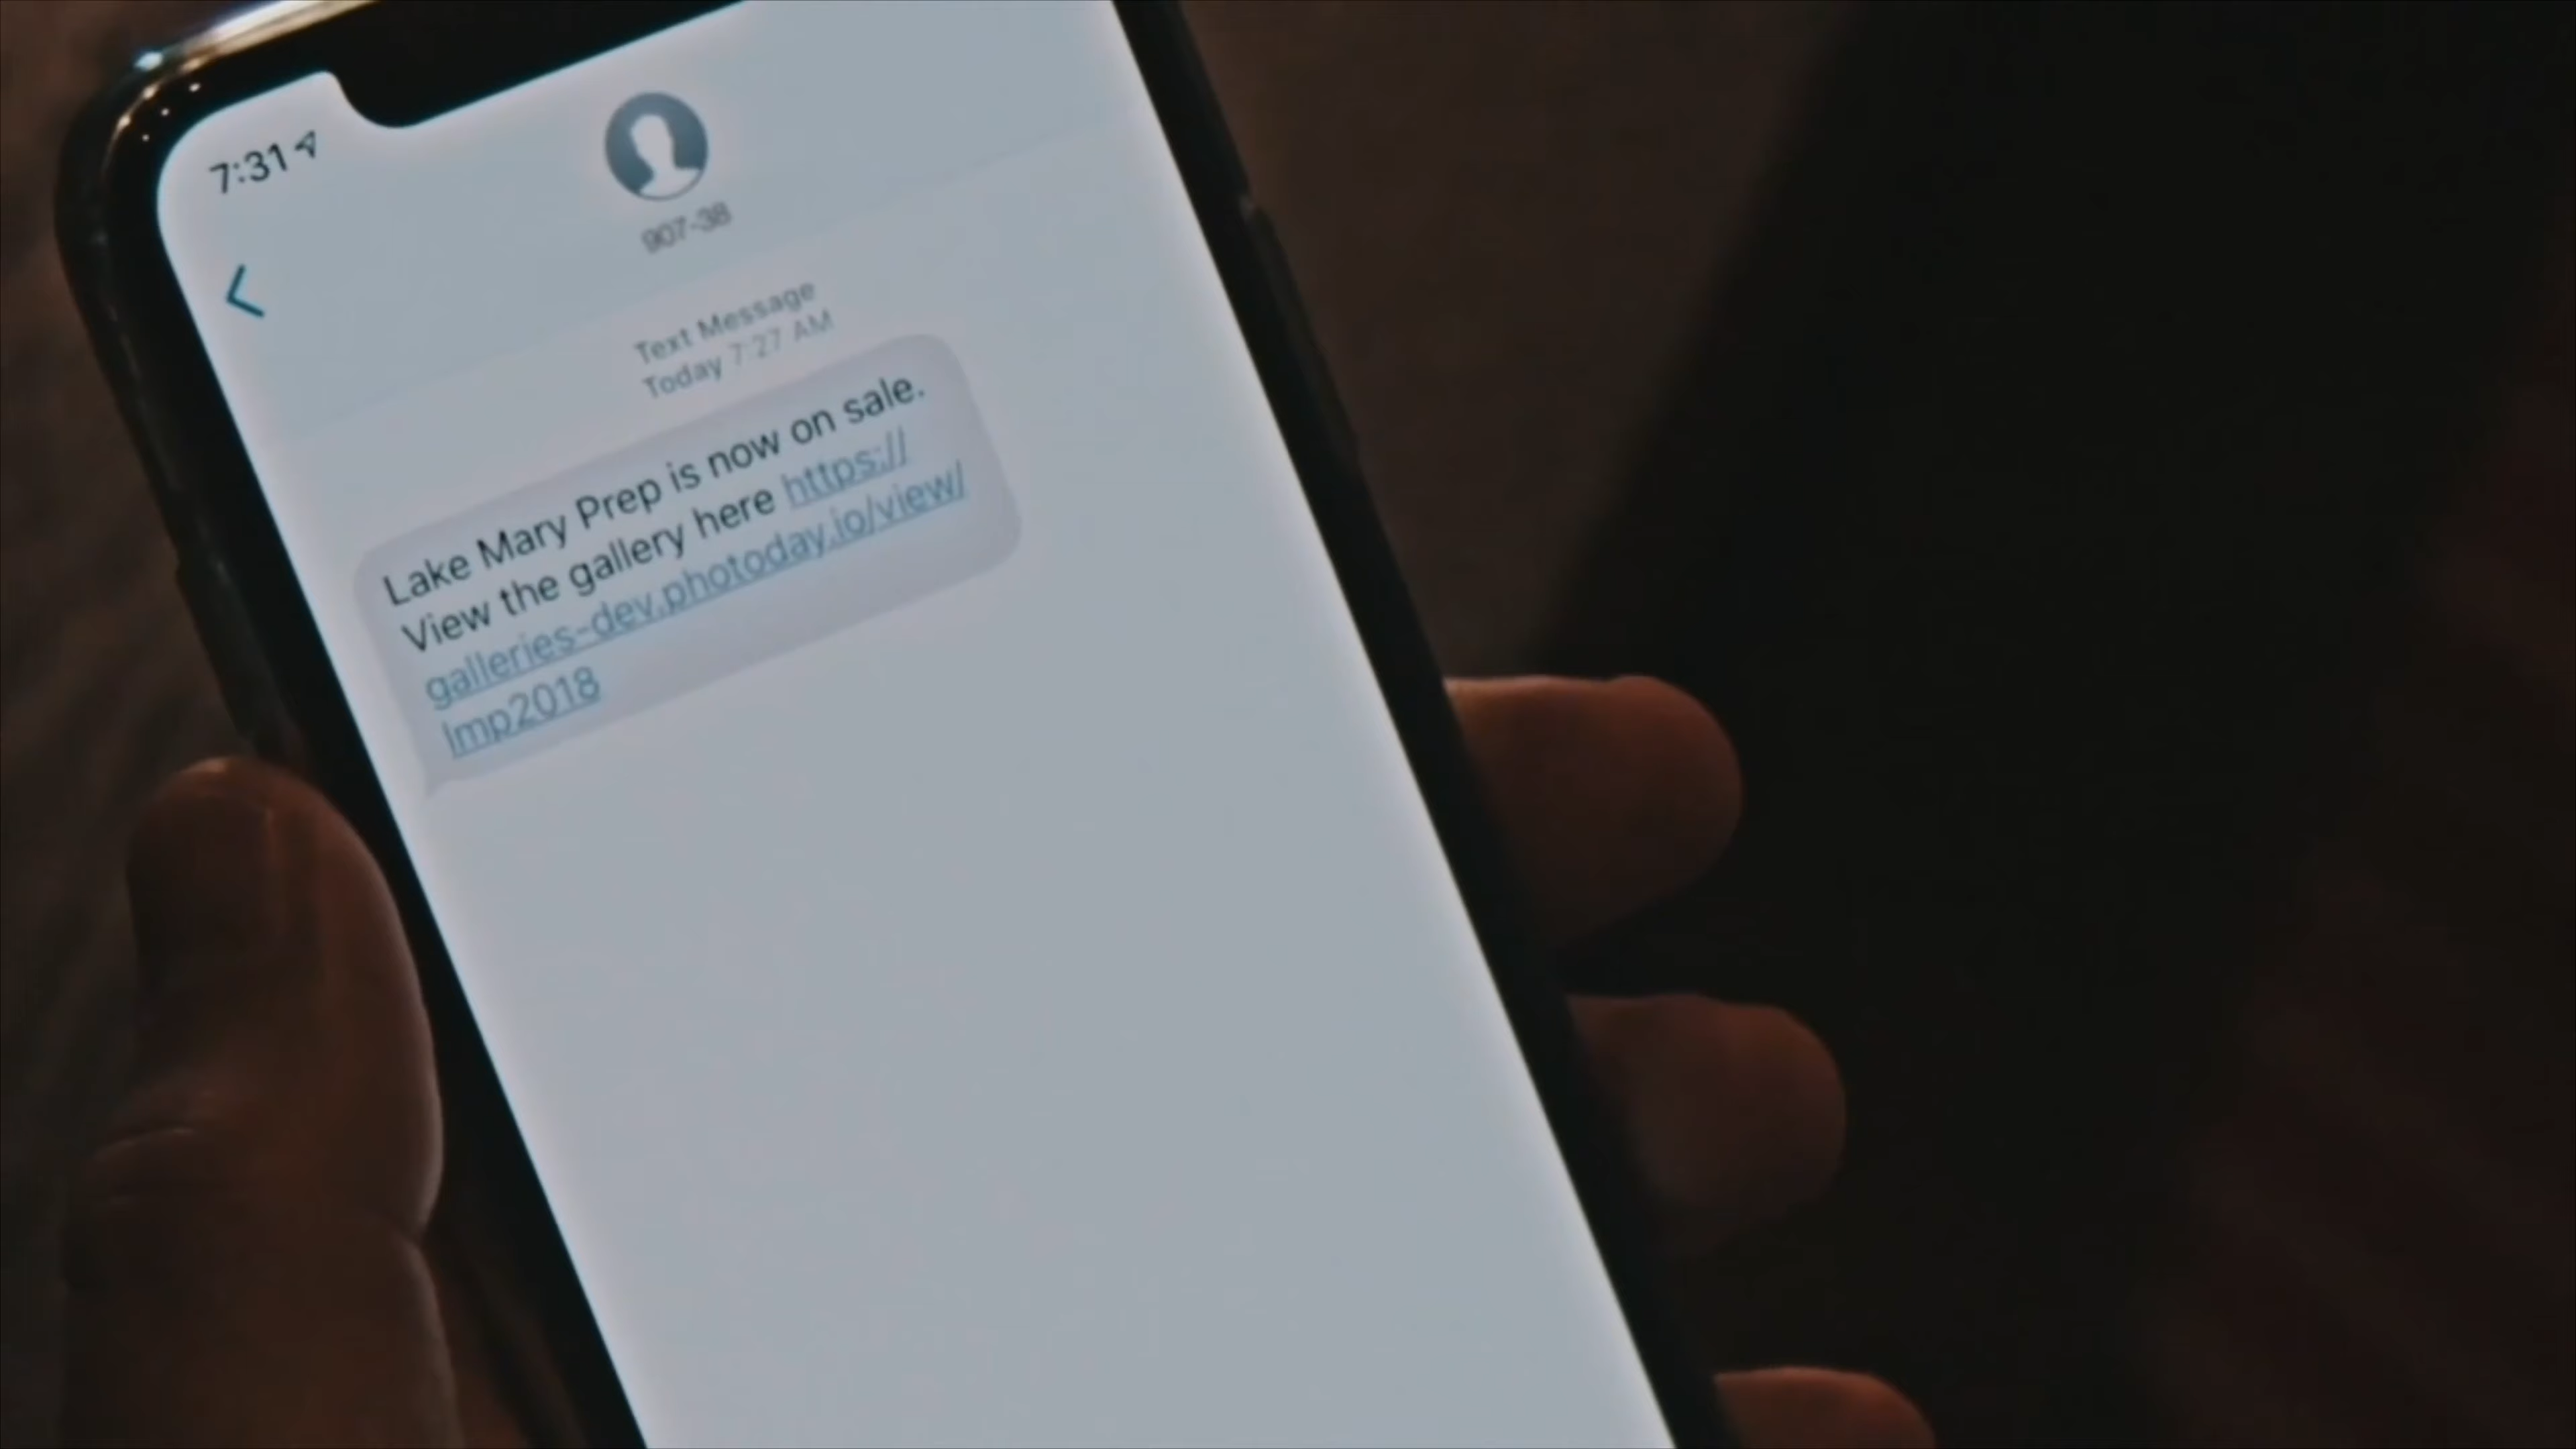 7:31
907-38
Text Message
Today 7:27 AM
Lake Mary Prep is now on sale.
View the gallery here https://
galleries-dev.photoday.io/view/
lmp2018